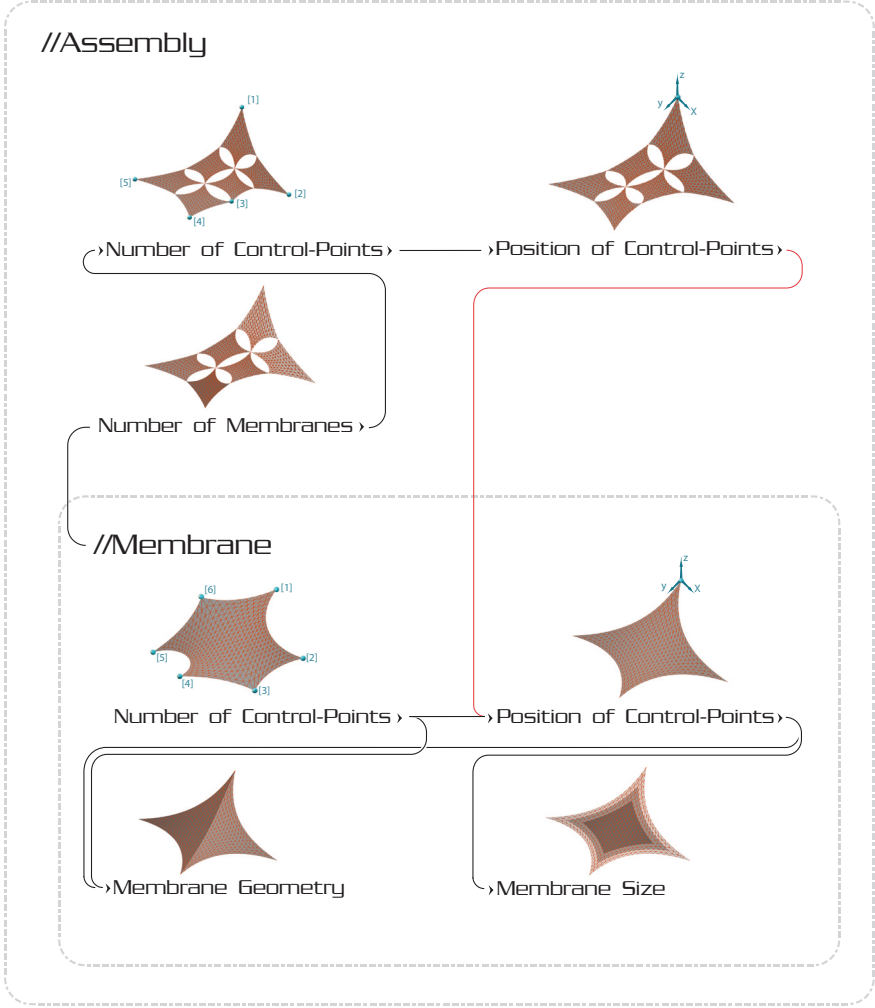 //Assembly
[1]
[5]
[2]
[3]
[4]
z
y
X
›Number of Control-Points›
›Position of Control-Points›
Number of Membranes›
//Membrane
[6]
[1]
[5]
[2]
[4]
[3]
z
y
X
Number of Control-Points›
›Position of Control-Points›
›Membrane Geometry
›Membrane Size